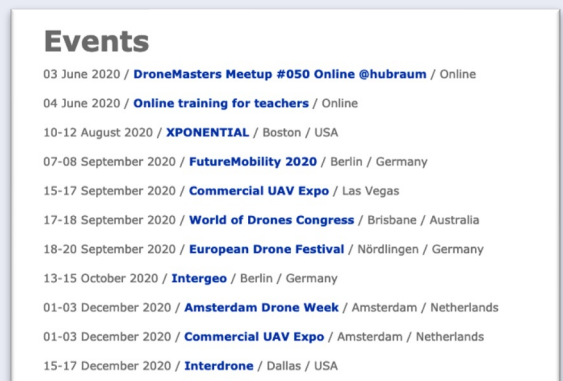 Events
03 June 2020 / DroneMasters Meetup #050 Online @hubraum / Online
04 June 2020 / Online training for teachers / Online
10-12 August 2020 / XPONENTIAL / Boston / USA
07-08 September 2020 / FutureMobility 2020 / Berlin / Germany
15-17 September 2020 / Commercial UAV Expo / Las Vegas
17-18 September 2020 / World of Drones Congress / Brisbane / Australia
18-20 September 2020 / European Drone Festival / Nördlingen / Germany
13-15 October 2020 / Intergeo / Berlin / Germany
01-03 December 2020 / Amsterdam Drone Week / Amsterdam / Netherlands
01-03 December 2020 / Commercial UAV Expo / Amsterdam / Netherlands
15-17 December 2020 / Interdrone / Dallas / USA